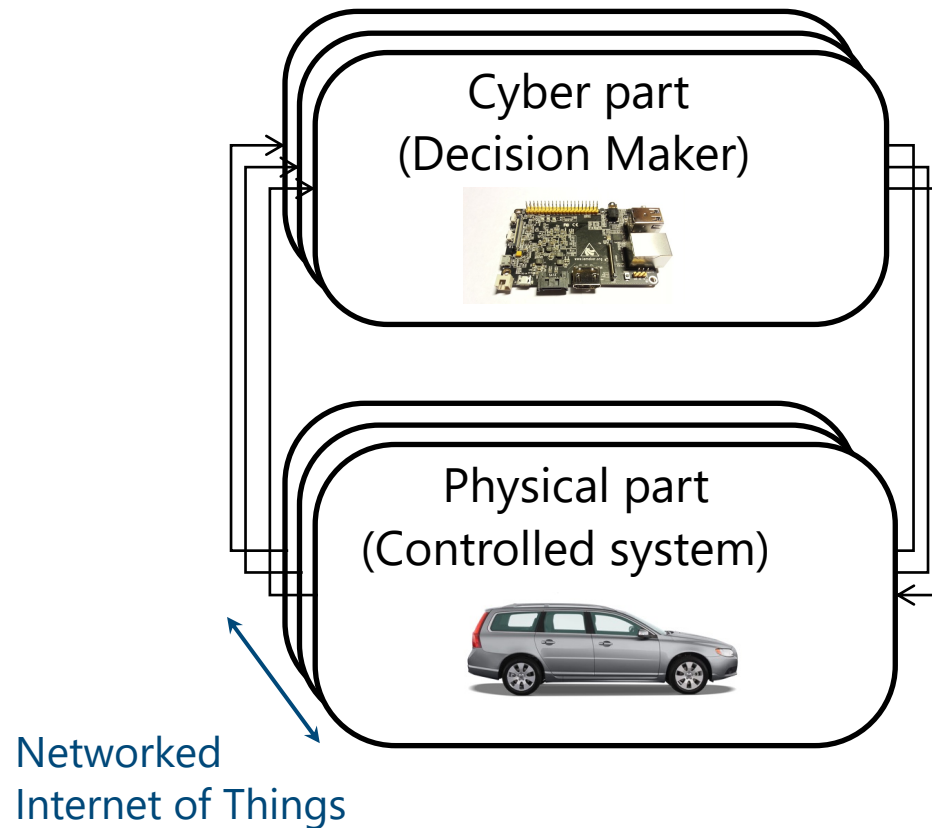 Cyber part
(Decision Maker)
Physical part
(Controlled system)
Networked
Internet of Things